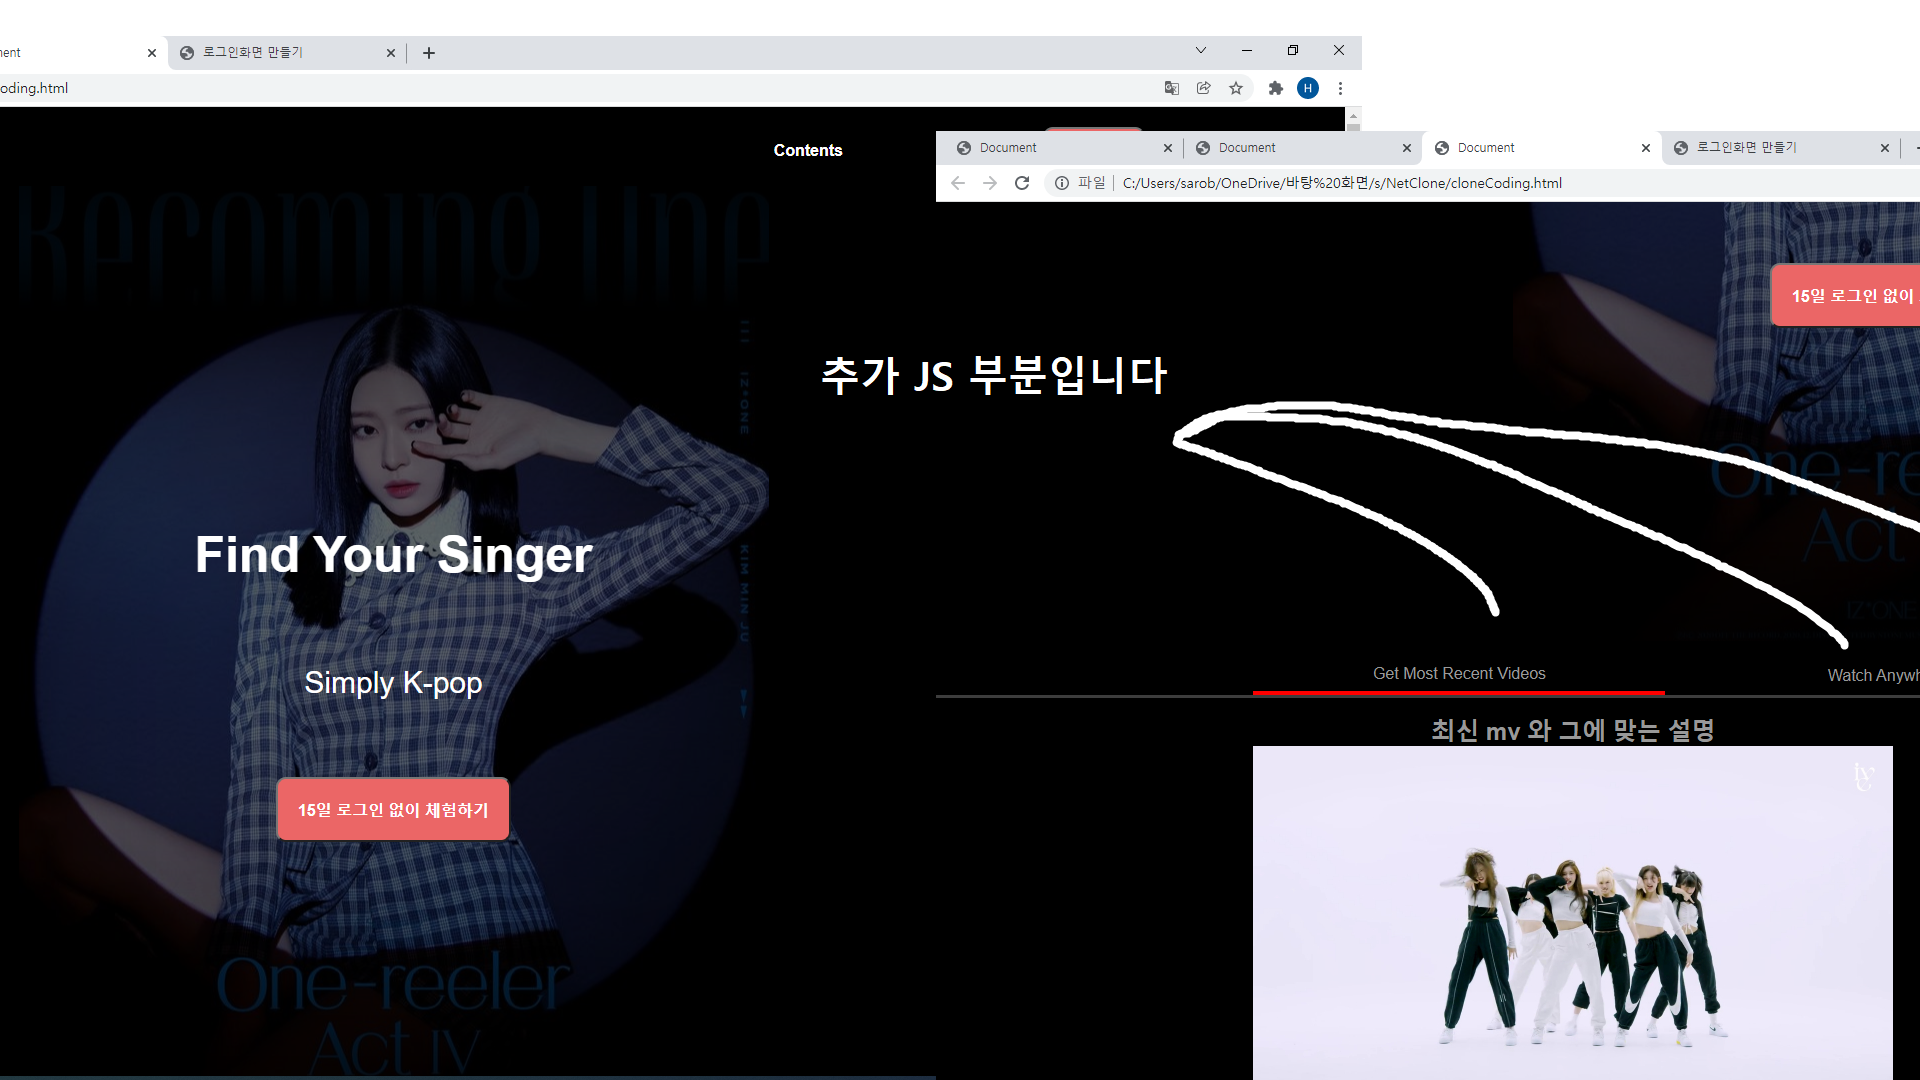 ent
로그인화면 만들기
oding.html
H
Contents
Becoming One
IZ*ONE
KIM MIN JU
Find Your Singer
Simply K-pop
15일 로그인 없이 체험하기
One-reeler
Act IV
Document
Document
Document
로그인화면 만들기
파일
C:/Users/sarob/OneDrive/바탕%20화면/s/NetClone/cloneCoding.html
15일 로그인 없이
추가 JS 부분입니다
One-re
Act
IZ*ONE
Get Most Recent Videos
Watch Anywh
최신 mv 와 그에 맞는 설명